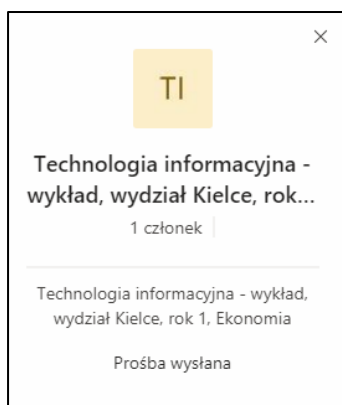 TI
Technologia informacyjna -
wykład, wydział Kielce, rok...
1 członek
Technologia informacyjna - wykład,
wydział Kielce, rok 1, Ekonomia
Prośba wysłana